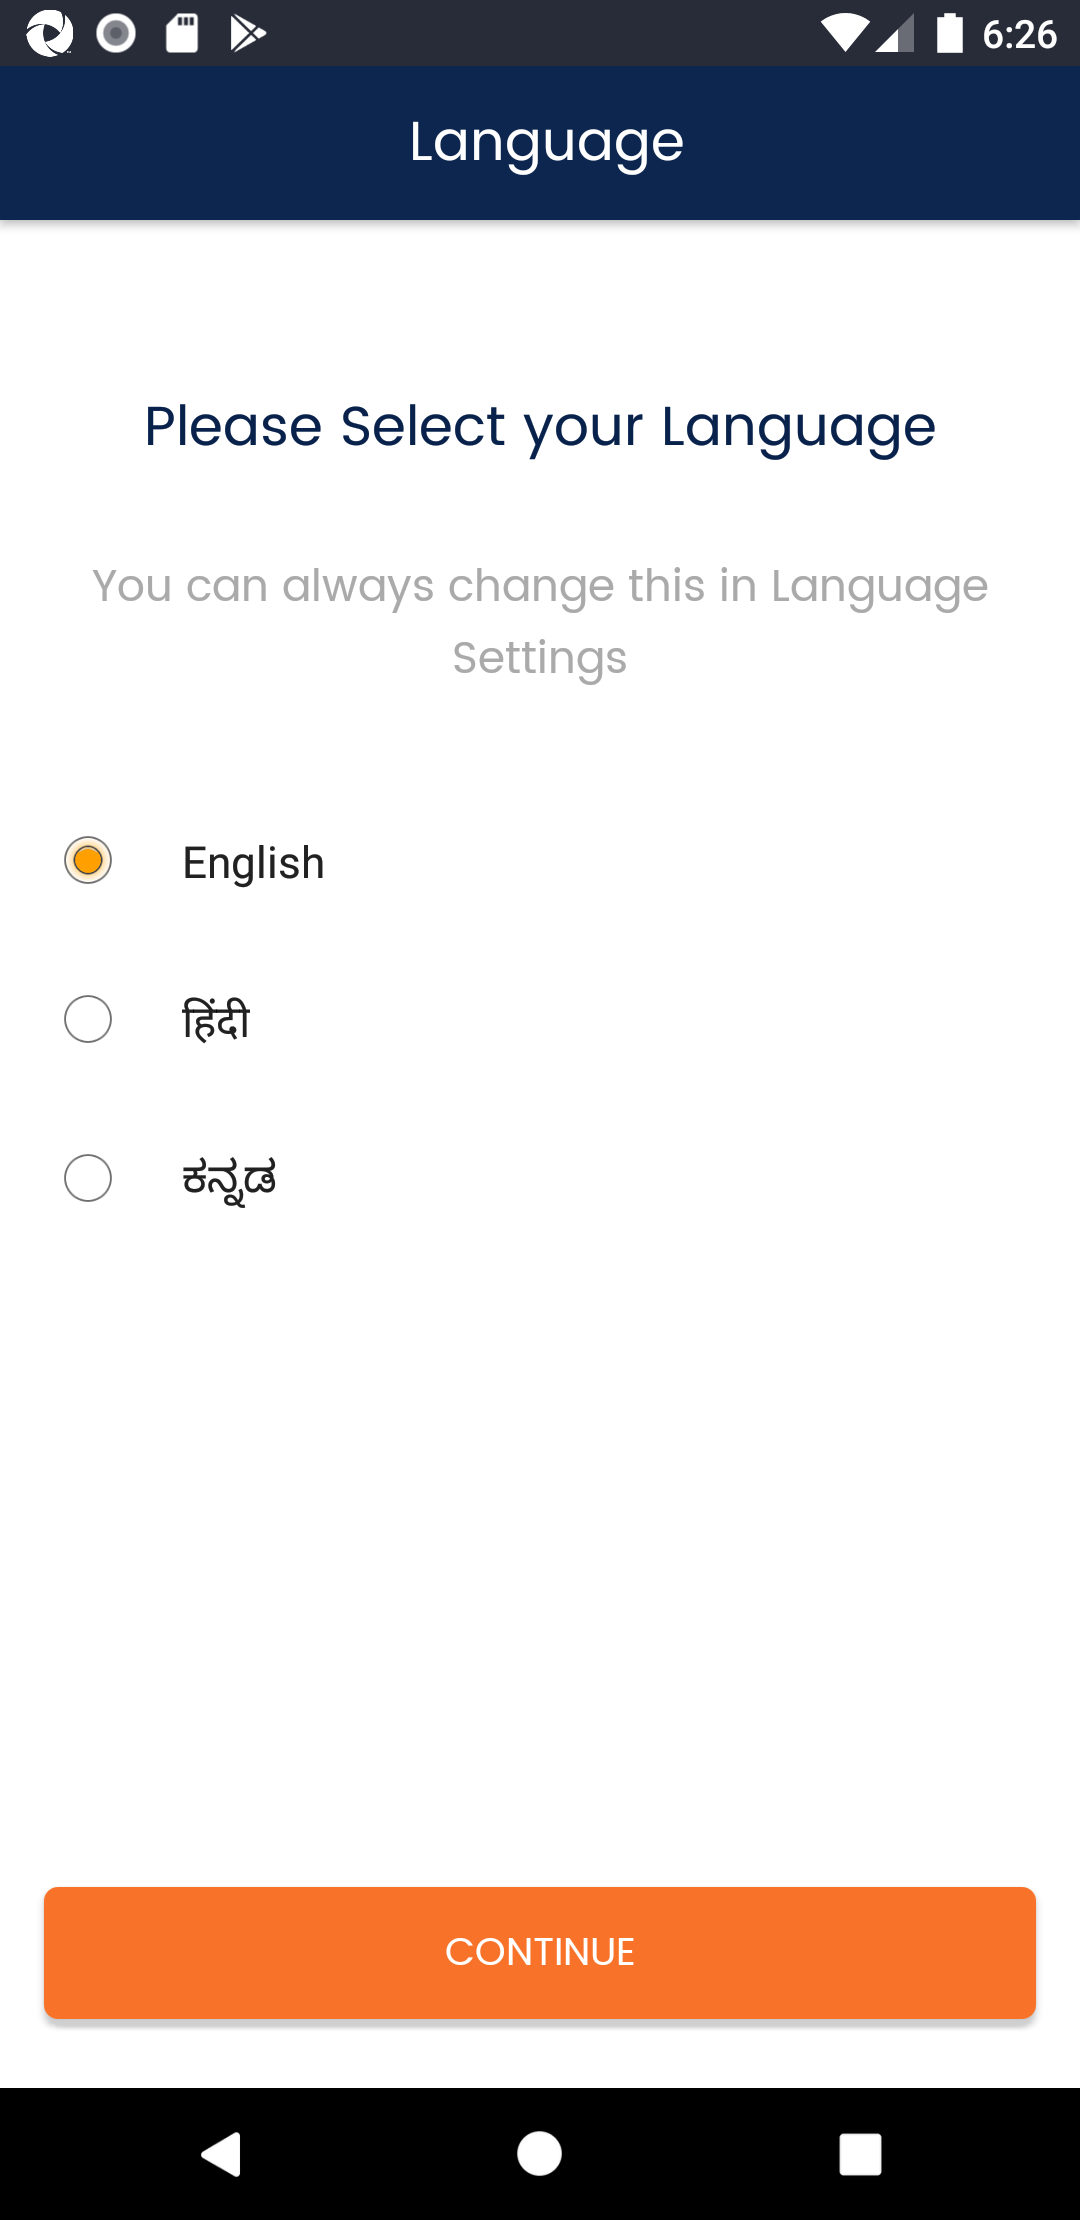 6:26
Language
Please Select your Language
You can always change this in Language
Settings
English
हिंदी
ಕನ್ನಡ
CONTINUE